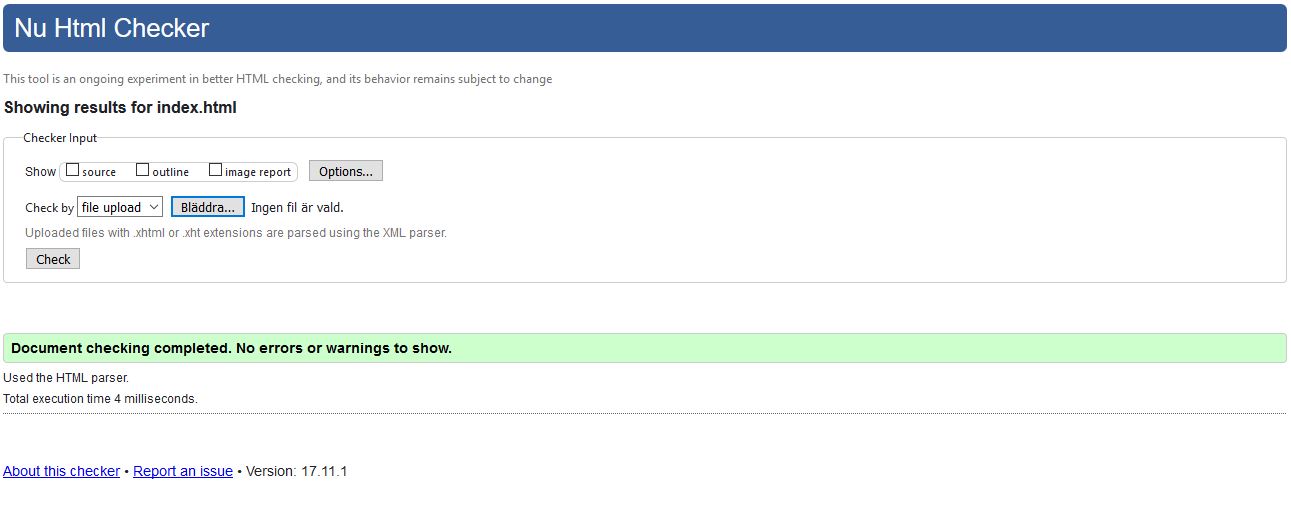 Nu Html Checker
This tool is an ongoing experiment in better HTML checking, and its behavior remains subject to change
Showing results for index.html
Checker Input
Show source outline image report Options...
Check by file upload Bläddra... Ingen fil är vald.
Uploaded files with .xhtml or .xht extensions are parsed using the XML parser.
Check
Document checking completed. No errors or warnings to show.
Used the HTML parser.
Total execution time 4 milliseconds.
About this checker • Report an issue • Version: 17.11.1